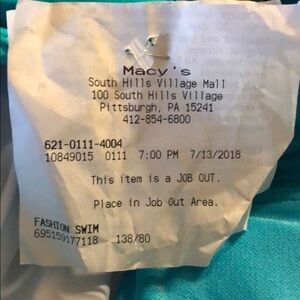 Macy's
South Hills Village Mall
100 South Hills Village
Pittsburgh, PA 15241
412-854-6800
621-0111-4004
10849015 0111 7:00 PM 7/13/2018
This item is a JOB OUT.
Place in Job Out Area.
FASHION SWIM
695159177118 138/80